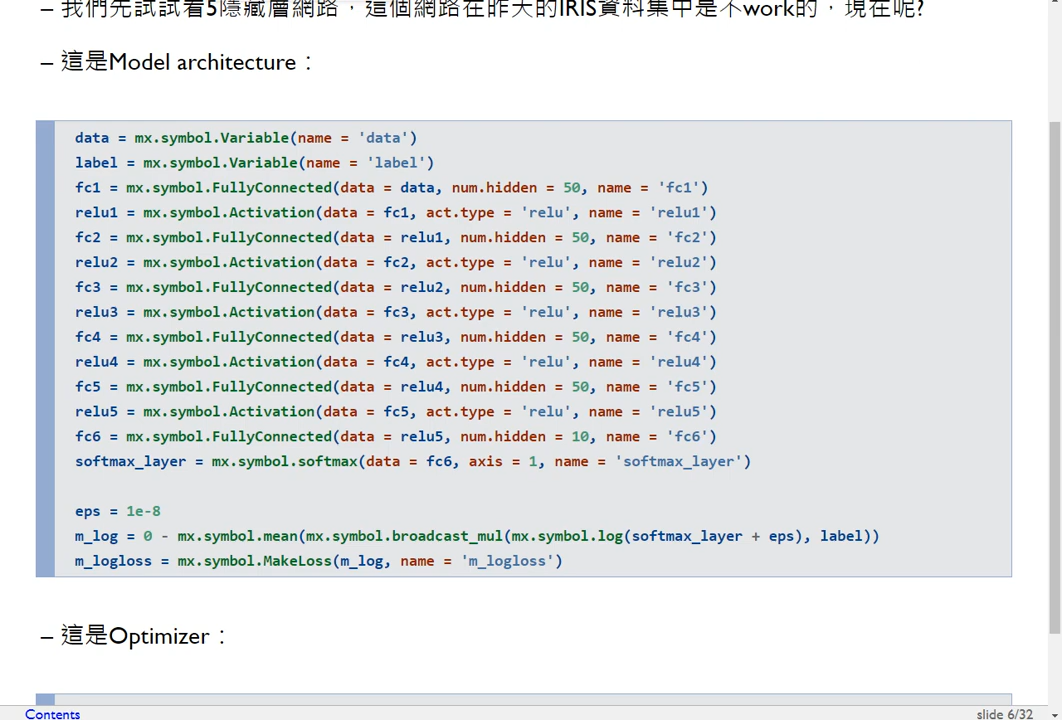 – 我們先試試看5隱藏層網路，這個網路在昨天的IRIS資料集中是不work的，現在呢?
– 這是Model architecture：
data = mx.symbol.Variable(name = 'data')
label = mx.symbol.Variable(name = 'label')
fc1 = mx.symbol.FullyConnected(data = data, num.hidden = 50, name = 'fc1')
relu1 = mx.symbol.Activation(data = fc1, act.type = 'relu', name = 'relu1')
fc2 = mx.symbol.FullyConnected(data = relu1, num.hidden = 50, name = 'fc2')
relu2 = mx.symbol.Activation(data = fc2, act.type = 'relu', name = 'relu2')
fc3 = mx.symbol.FullyConnected(data = relu2, num.hidden = 50, name = 'fc3')
relu3 = mx.symbol.Activation(data = fc3, act.type = 'relu', name = 'relu3')
fc4 = mx.symbol.FullyConnected(data = relu3, num.hidden = 50, name = 'fc4')
relu4 = mx.symbol.Activation(data = fc4, act.type = 'relu', name = 'relu4')
fc5 = mx.symbol.FullyConnected(data = relu4, num.hidden = 50, name = 'fc5')
relu5 = mx.symbol.Activation(data = fc5, act.type = 'relu', name = 'relu5')
fc6 = mx.symbol.FullyConnected(data = relu5, num.hidden = 10, name = 'fc6')
softmax_layer = mx.symbol.softmax(data = fc6, axis = 1, name = 'softmax_layer')
eps = 1e-8
m_log = 0 - mx.symbol.mean(mx.symbol.broadcast_mul(mx.symbol.log(softmax_layer + eps), label))
m_logloss = mx.symbol.MakeLoss(m_log, name = 'm_logloss')
– 這是Optimizer：
Contents
slide 6/32